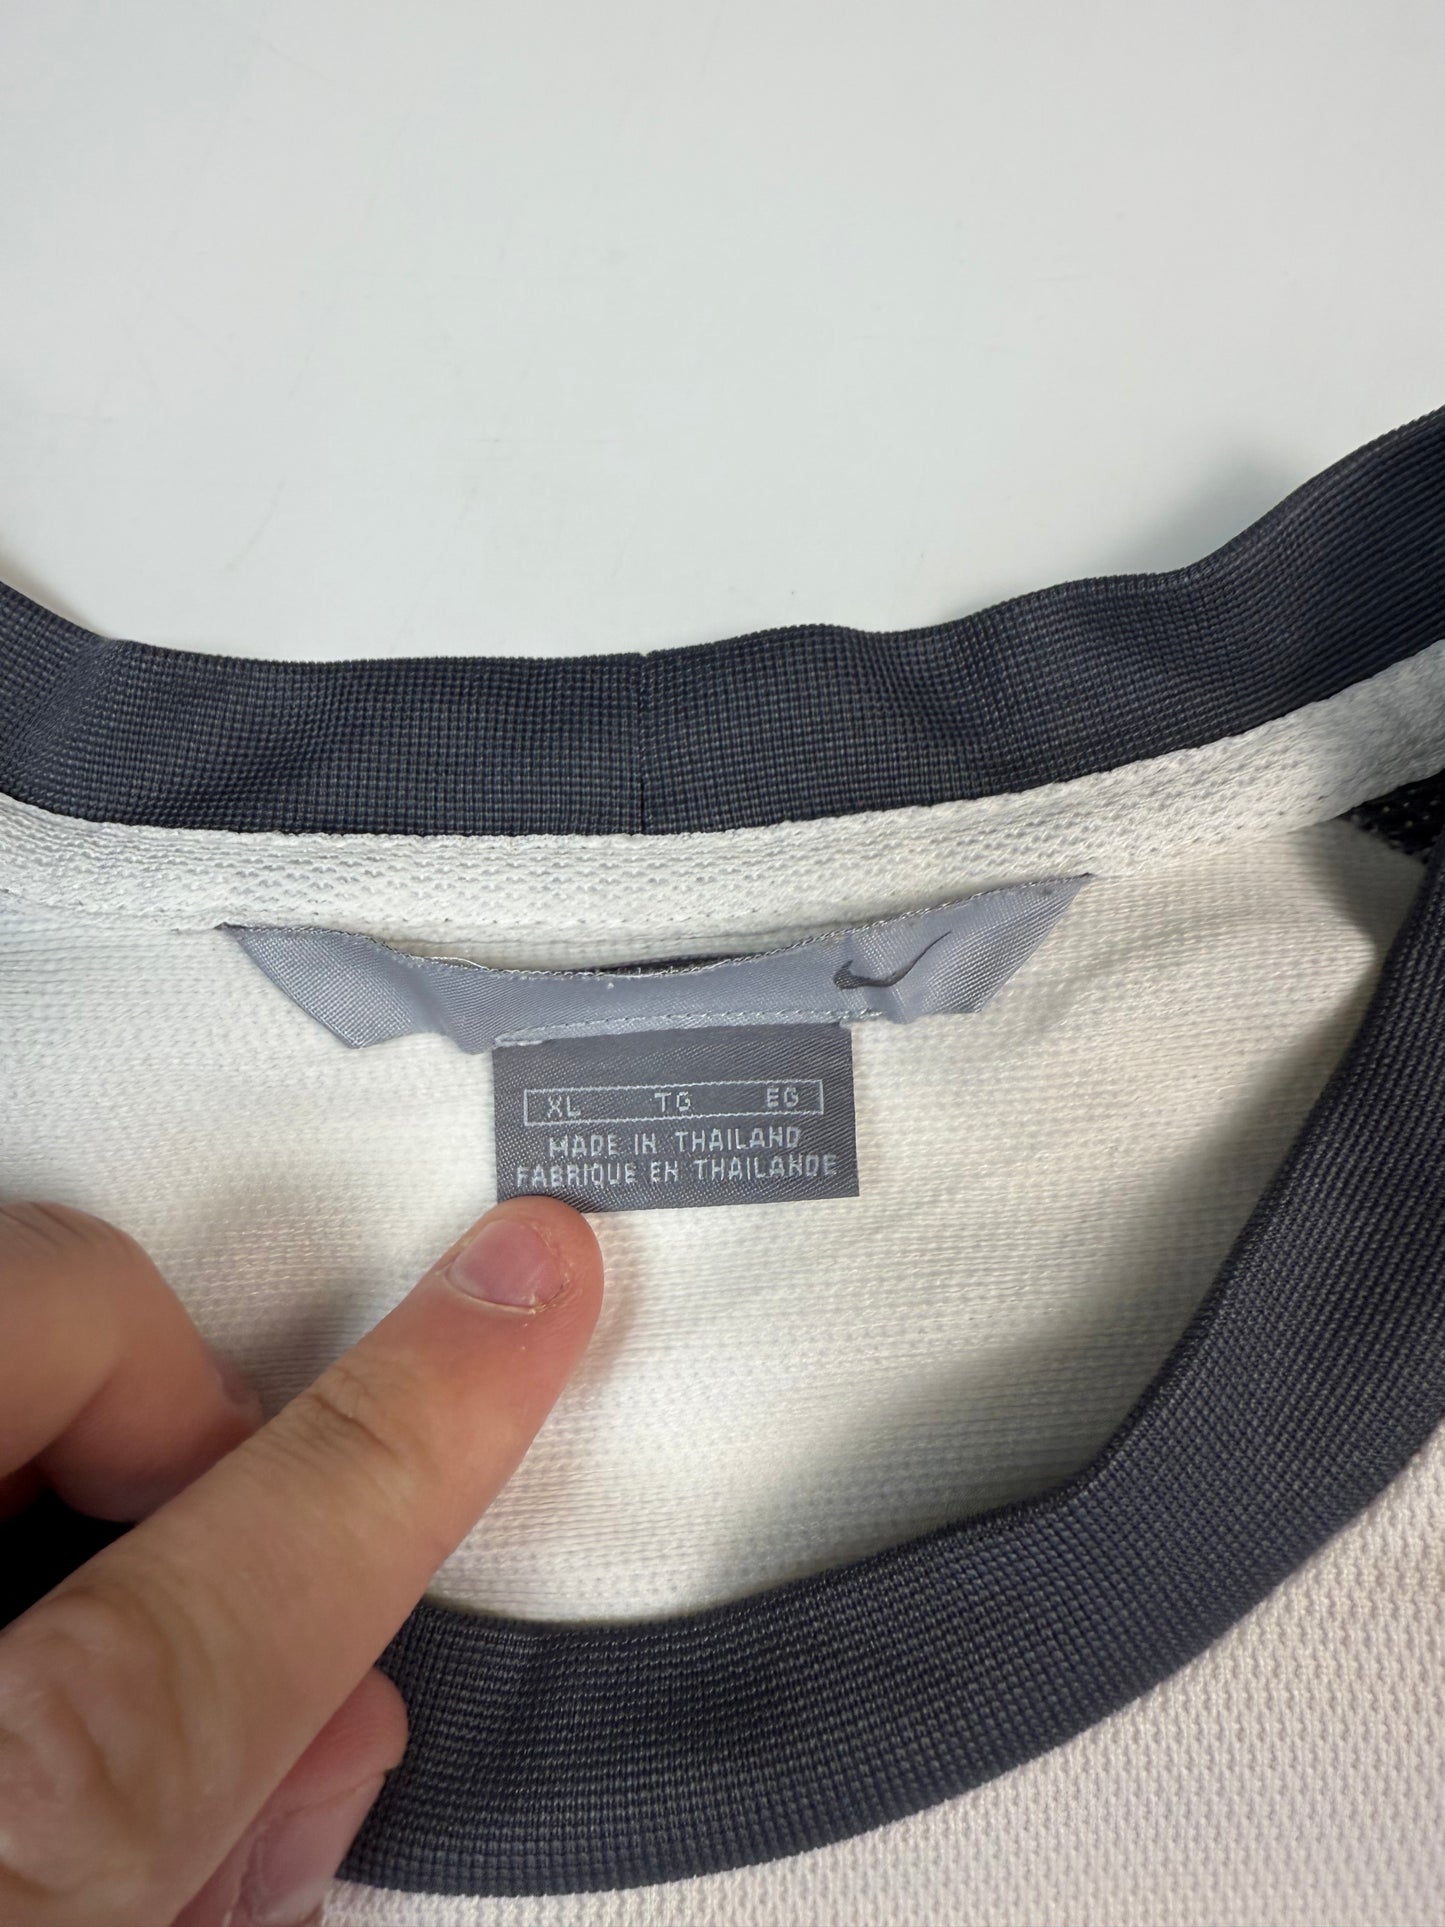 XL TG EG
MADE IN THAILAND
FABRIQUE EN THAILANDE